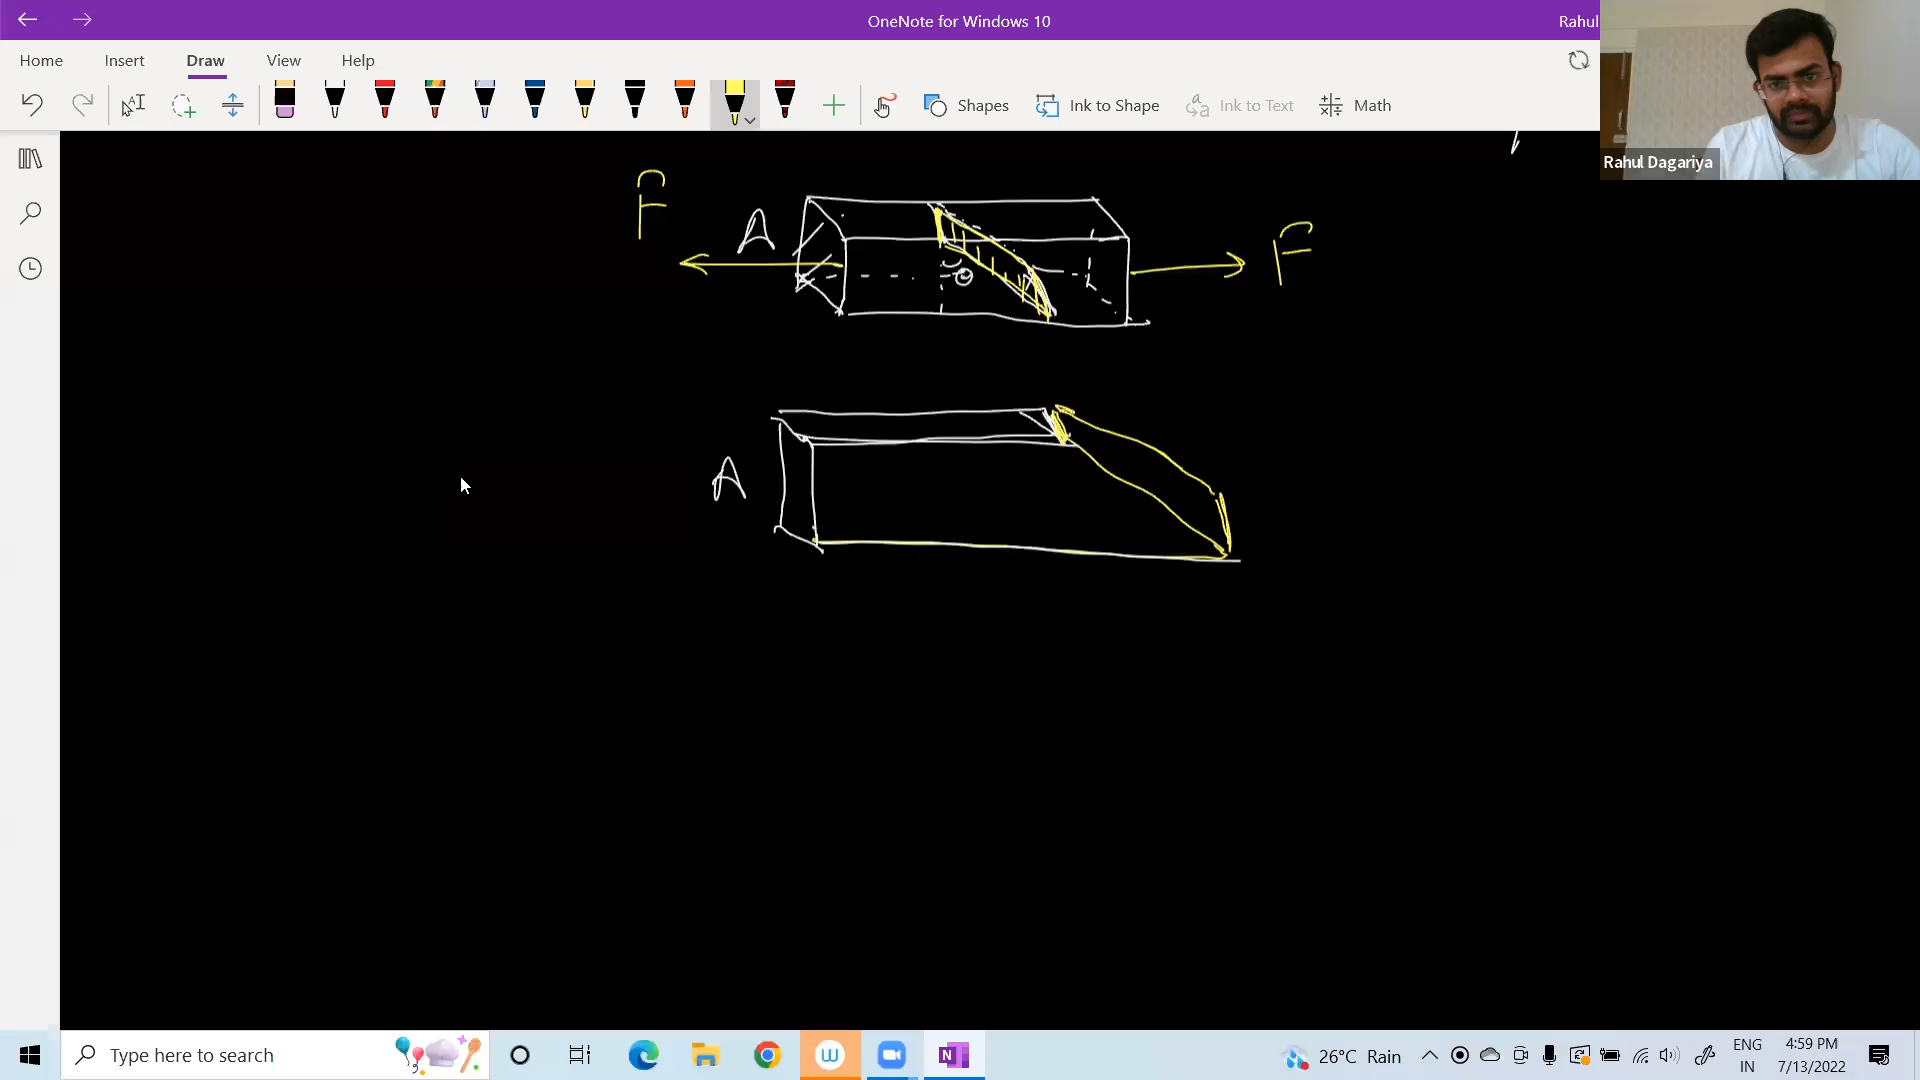 OneNote for Windows 10
Rahul
Home Insert Draw View Help
Shapes Ink to Shape Ink to Text Math
Rahul Dagariya
F A F
θ
A
Type here to search
26°C Rain
ENG
IN
4:59 PM
7/13/2022